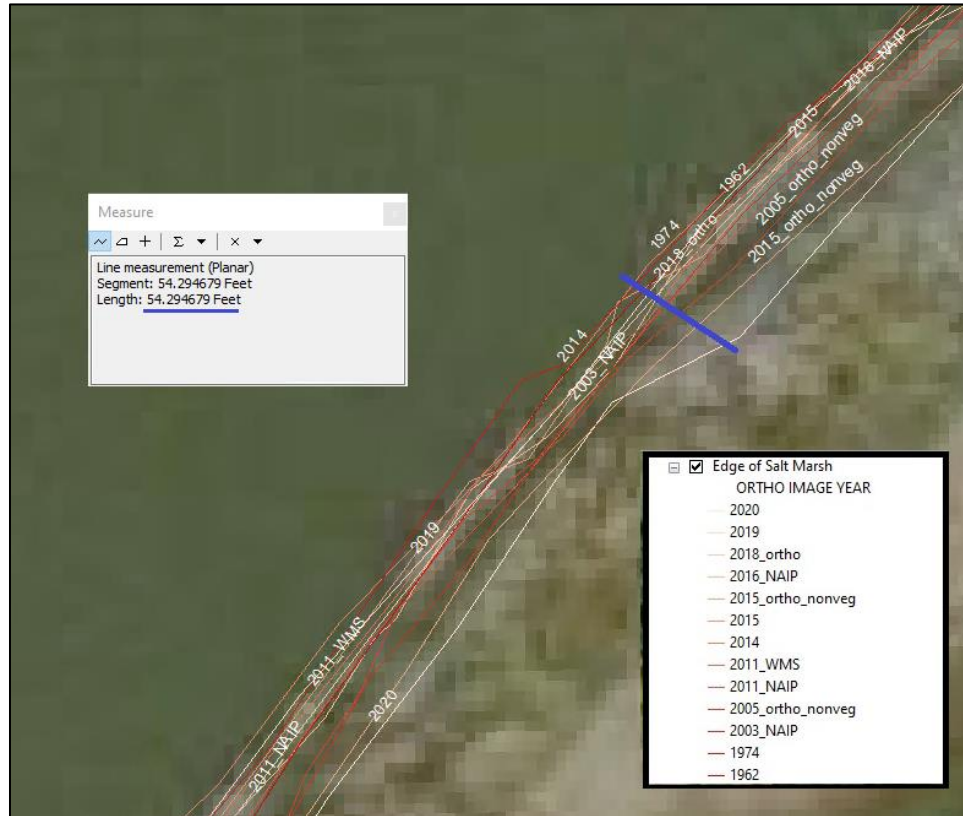 2018_NAIP
2015
1962
2005_ortho_nonveg
2015_ortho_nonveg
1974
2018_ortho
2014
2003_NAIP
2019
2011_WMS
2020
2011_NAIP
Measure
Line measurement (Planar)
Segment: 54.294679 Feet
Length: 54.294679 Feet
Edge of Salt Marsh
ORTHO IMAGE YEAR
2020
2019
2018_ortho
2016_NAIP
2015_ortho_nonveg
2015
2014
2011_WMS
2011_NAIP
2005_ortho_nonveg
2003_NAIP
1974
1962